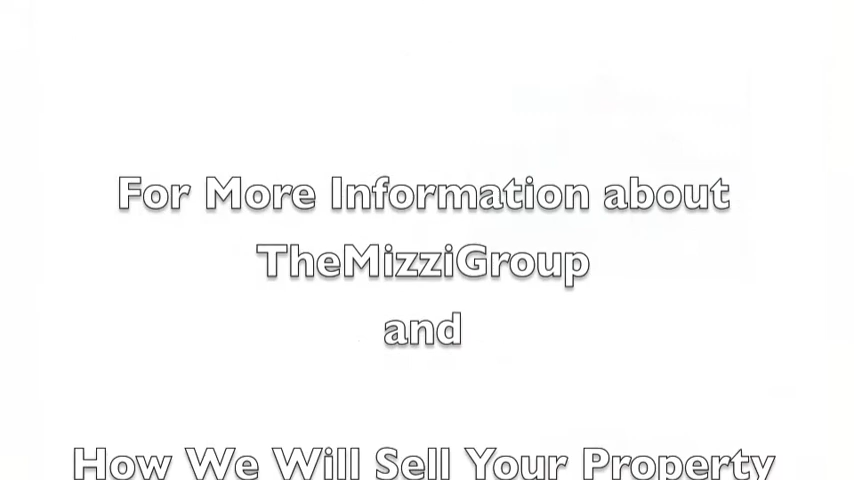 For More Information about
TheMizziGroup
and
How We Will Sell Your Property